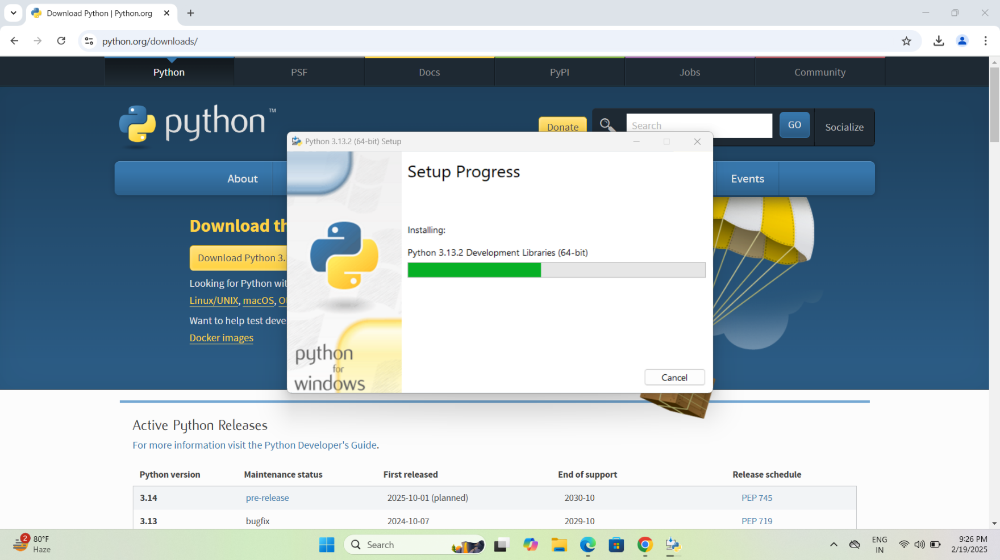 Download Python | Python.org
python.org/downloads/
Python PSF Docs PyPI Jobs Community
python™
Donate Search GO Socialize
Python 3.13.2 (64-bit) Setup
About Events
Setup Progress
Download th
Installing:
Download Python 3.
Python 3.13.2 Development Libraries (64-bit)
Looking for Python wit
Linux/UNIX, macOS, Ot
Want to help test deve
Docker images
python
for
windows
Cancel
Active Python Releases
For more information visit the Python Developer's Guide.
Python version Maintenance status First released End of support Release schedule
3.14 pre-release 2025-10-01 (planned) 2030-10 PEP 745
3.13 bugfix 2024-10-07 2029-10 PEP 719
2 80°F
Haze
Search
ENG
IN
9:26 PM
2/19/2025